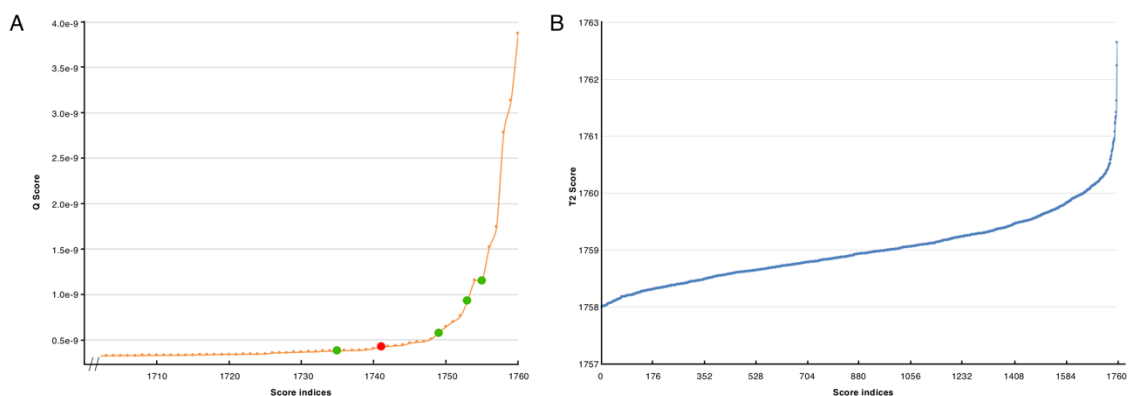 A
4.0e-9
3.5e-9
3.0e-9
2.5e-9
2.0e-9
1.5e-9
1.0e-9
0.5e-9
Q Score
1710 1720 1730 1740 1750 1760
Score indices
B
1763
1762
1761
1760
1759
1758
1757
T2 Score
0 176 352 528 704 880 1056 1232 1408 1584 1760
Score indices